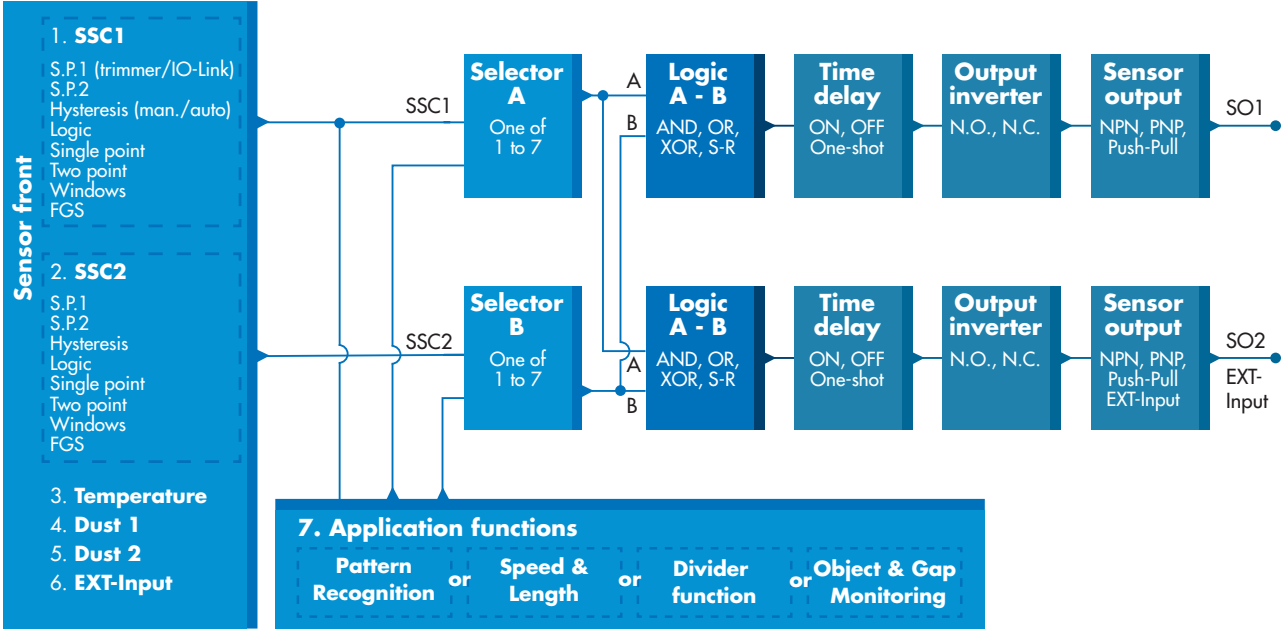 Sensor front
1. SSC1
S.P.1 (trimmer/IO-Link)
S.P.2
Hysteresis (man./auto)
Logic
Single point
Two point
Windows
FGS
2. SSC2
S.P.1
S.P.2
Hysteresis
Logic
Single point
Two point
Windows
FGS
3. Temperature
4. Dust 1
5. Dust 2
6. EXT-Input
SSC1
Selector
A
One of
1 to 7
A
B
Logic
A - B
AND, OR,
XOR, S-R
Time
delay
ON, OFF
One-shot
Output
inverter
N.O., N.C.
Sensor
output
NPN, PNP,
Push-Pull
SO1
SSC2
Selector
B
One of
1 to 7
A
B
Logic
A - B
AND, OR,
XOR, S-R
Time
delay
ON, OFF
One-shot
Output
inverter
N.O., N.C.
Sensor
output
NPN, PNP,
Push-Pull
EXT-Input
SO2
EXT-
Input
7. Application functions
Pattern
Recognition
or
Speed &
Length
or
Divider
function
or
Object & Gap
Monitoring